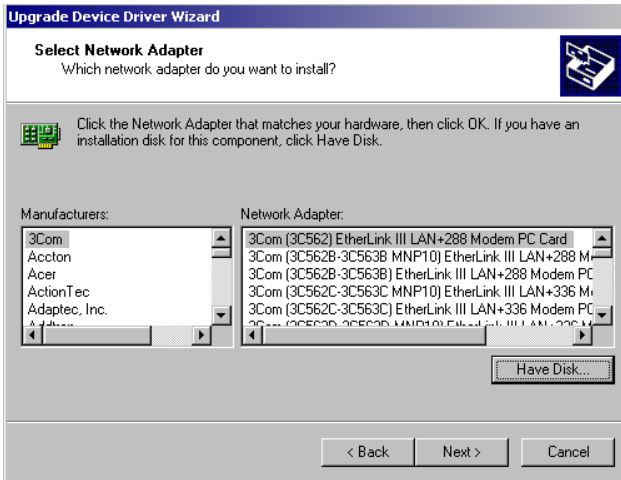 Upgrade Device Driver Wizard
Select Network Adapter
Which network adapter do you want to install?
Click the Network Adapter that matches your hardware, then click OK. If you have an
installation disk for this component, click Have Disk.
Manufacturers:
3Com
Accton
Acer
ActionTec
Adaptec, Inc.
Network Adapter:
3Com (3C562) EtherLink III LAN+288 Modem PC Card
3Com (3C562B-3C563B MNP10) EtherLink III LAN+288
3Com (3C562B-3C563B) EtherLink III LAN+288 Modem PC
3Com (3C562C-3C563C MNP10) EtherLink III LAN+336
3Com (3C562C-3C563C) EtherLink III LAN+336 Modem PC
Have Disk...
< Back
Next >
Cancel